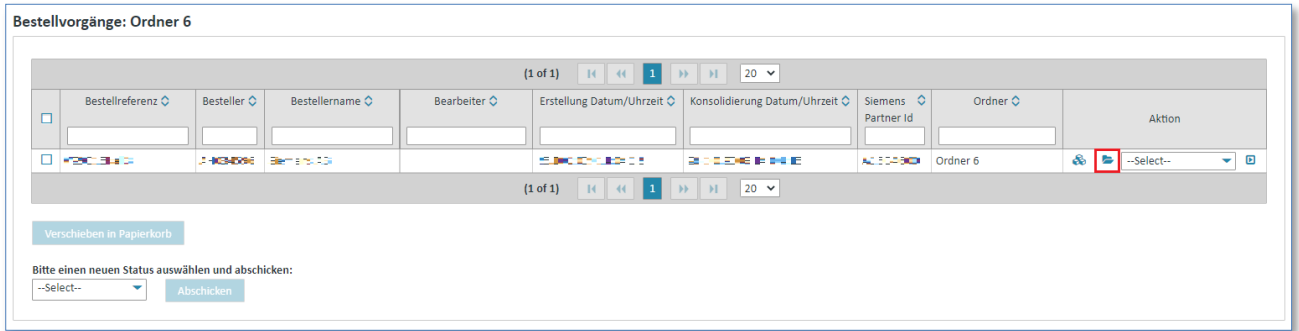 Bestellvorgänge: Ordner 6
(1 of 1) 1 20
Bestellreferenz Besteller Bestellername Bearbeiter Erstellung Datum/Uhrzeit Konsolidierung Datum/Uhrzeit Siemens Partner Id Ordner Aktion
Ordner 6 --Select--
(1 of 1) 1 20
Verschieben in Papierkorb
Bitte einen neuen Status auswählen und abschicken:
--Select-- Abschicken